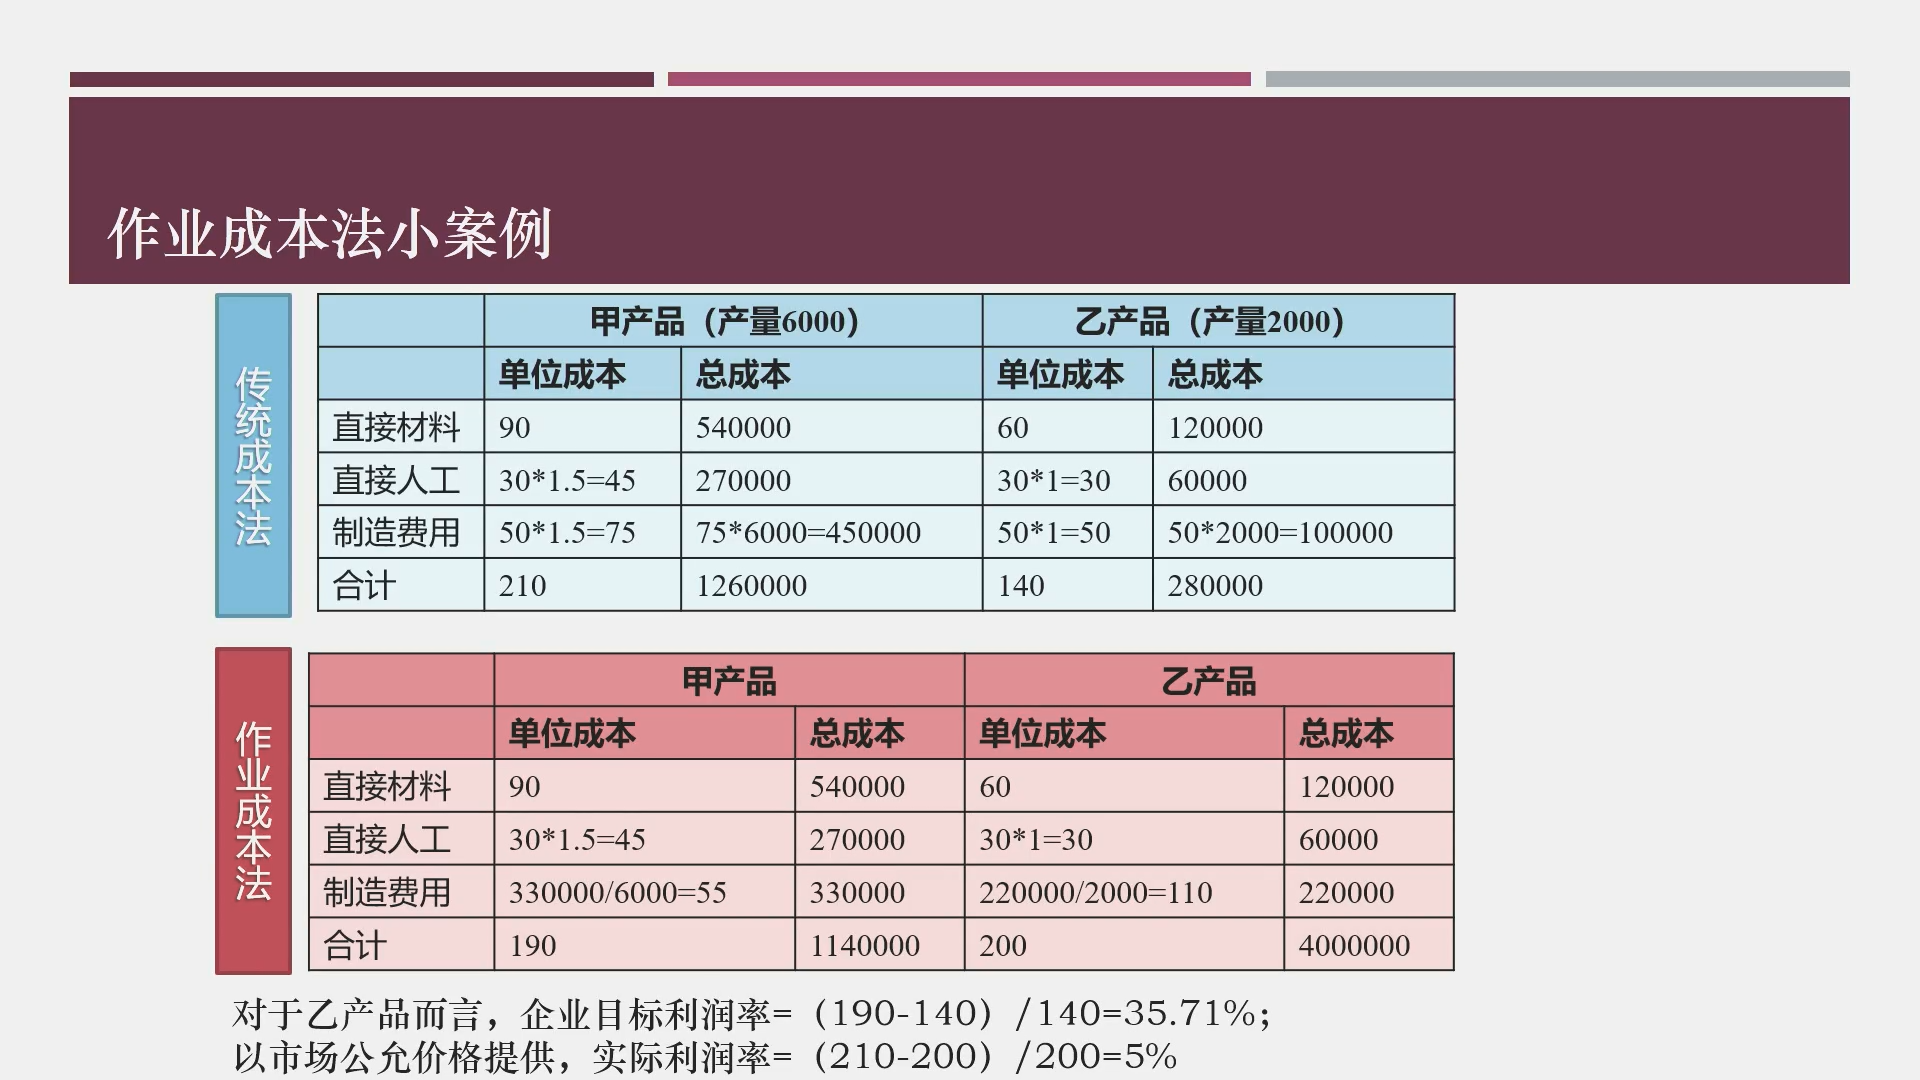 作业成本法小案例
传统成本法
甲产品（产量6000） 乙产品（产量2000）
单位成本 总成本 单位成本 总成本
直接材料 90 540000 60 120000
直接人工 30*1.5=45 270000 30*1=30 60000
制造费用 50*1.5=75 75*6000=450000 50*1=50 50*2000=100000
合计 210 1260000 140 280000
作业成本法
甲产品 乙产品
单位成本 总成本 单位成本 总成本
直接材料 90 540000 60 120000
直接人工 30*1.5=45 270000 30*1=30 60000
制造费用 330000/6000=55 330000 220000/2000=110 220000
合计 190 1140000 200 4000000
对于乙产品而言，企业目标利润率=（190-140）/140=35.71%；
以市场公允价格提供，实际利润率=（210-200）/200=5%